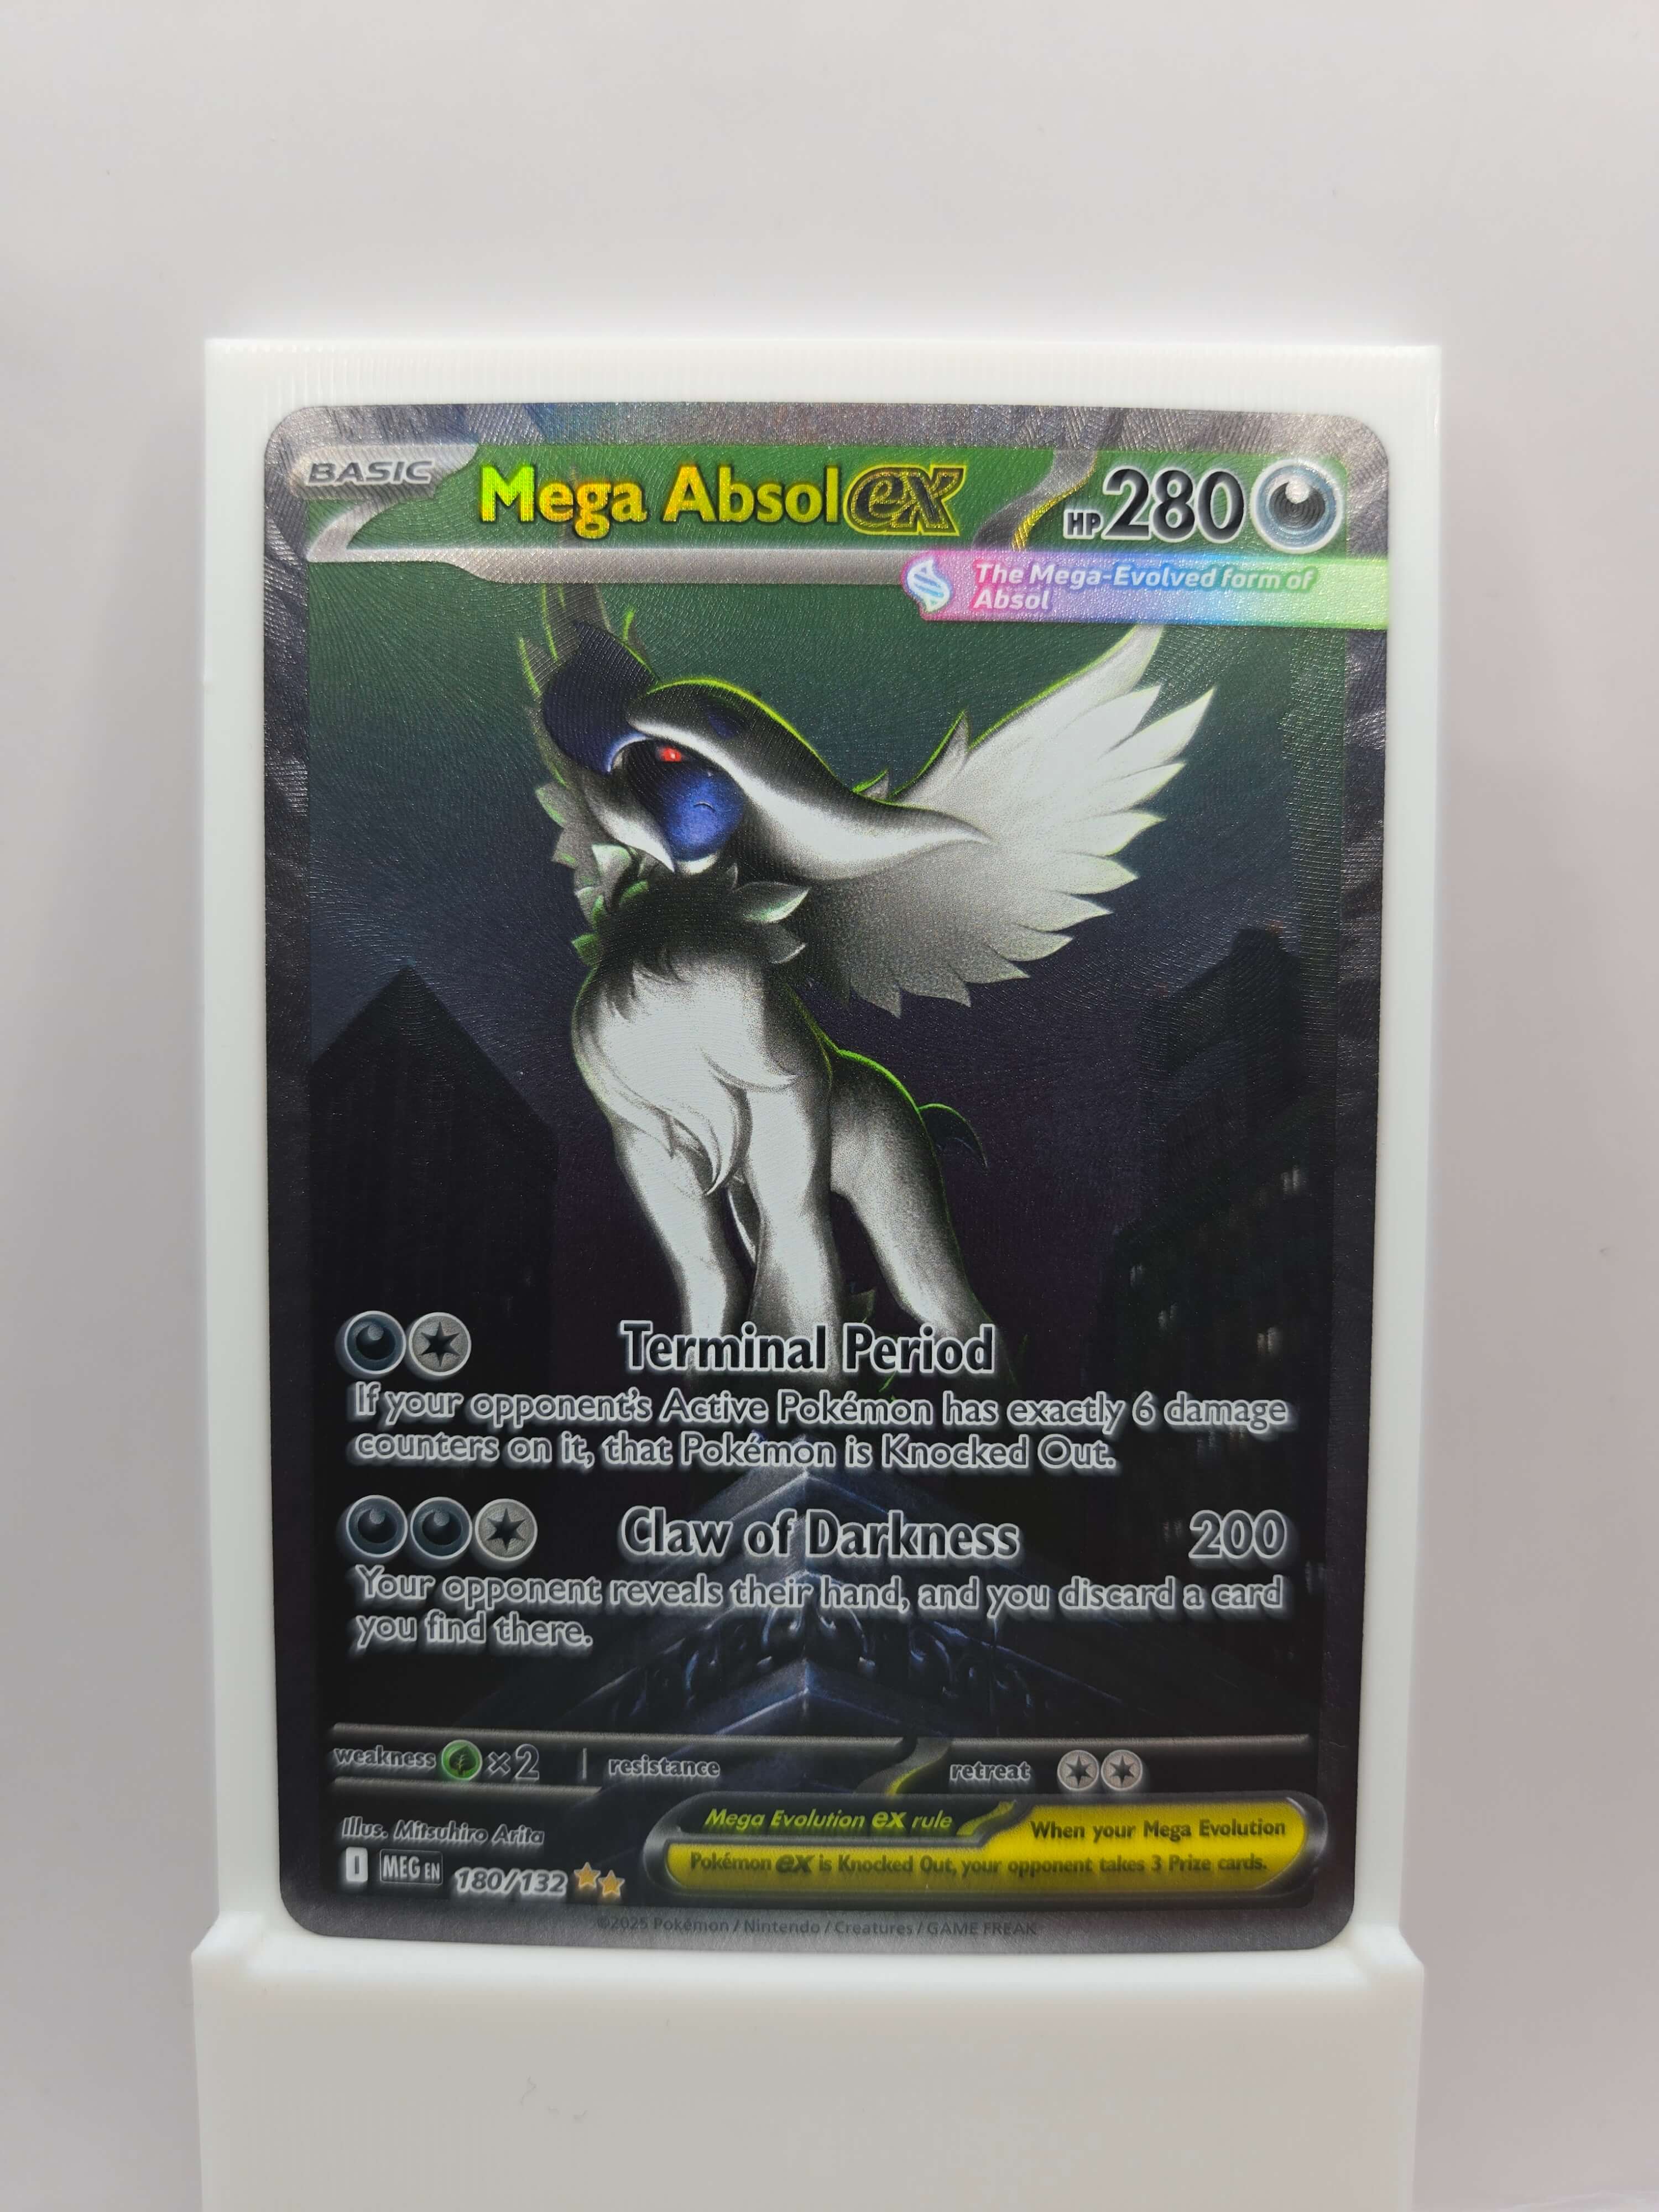 BASIC Mega Absol ex HP 280
The Mega-Evolved form of
Absol
Terminal Period
If your opponent's Active Pokémon has exactly 6 damage
counters on it, that Pokémon is Knocked Out.
Claw of Darkness 200
Your opponent reveals their hand, and you discard a card
you find there.
weakness ×2 | resistance retreat
Illus. Mitsuhiro Arita
Mega Evolution ex rule
When your Mega Evolution
Pokémon ex is Knocked Out, your opponent takes 3 Prize cards.
I MEG EN 180/132
©2025 Pokémon / Nintendo / Creatures / GAME FREAK